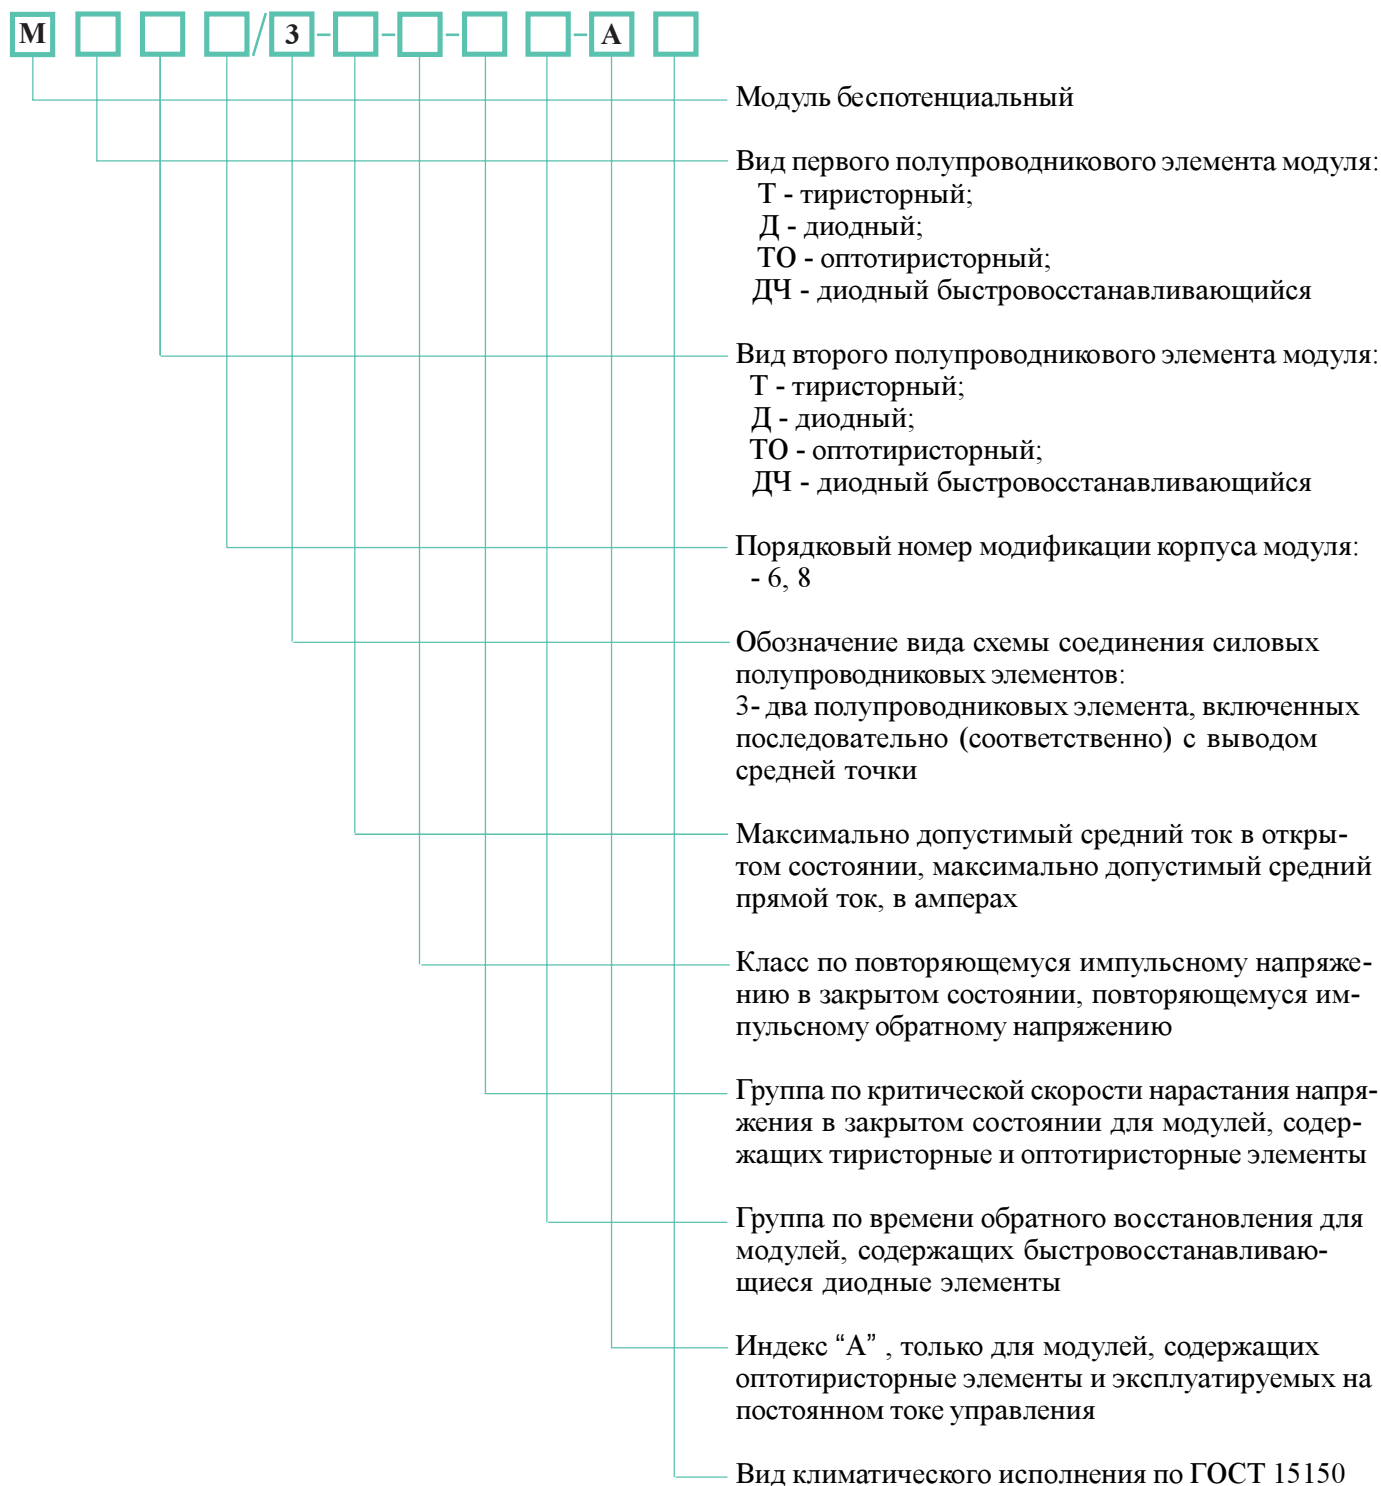 М / 3 - - - - А
Модуль беспотенциальный
Вид первого полупроводникового элемента модуля:
Т - тиристорный;
Д - диодный;
ТО - оптотиристорный;
ДЧ - диодный быстровосстанавливающийся
Вид второго полупроводникового элемента модуля:
Т - тиристорный;
Д - диодный;
ТО - оптотиристорный;
ДЧ - диодный быстровосстанавливающийся
Порядковый номер модификации корпуса модуля:
- 6, 8
Обозначение вида схемы соединения силовых
полупроводниковых элементов:
3- два полупроводниковых элемента, включенных
последовательно (соответственно) с выводом
средней точки
Максимально допустимый средний ток в откры-
том состоянии, максимально допустимый средний
прямой ток, в амперах
Класс по повторяющемуся импульсному напряже-
нию в закрытом состоянии, повторяющемуся им-
пульсному обратному напряжению
Группа по критической скорости нарастания напря-
жения в закрытом состоянии для модулей, содер-
жащих тиристорные и оптотиристорные элементы
Группа по времени обратного восстановления для
модулей, содержащих быстровосстанавливаю-
щиеся диодные элементы
Индекс “А” , только для модулей, содержащих
оптотиристорные элементы и эксплуатируемых на
постоянном токе управления
Вид климатического исполнения по ГОСТ 15150